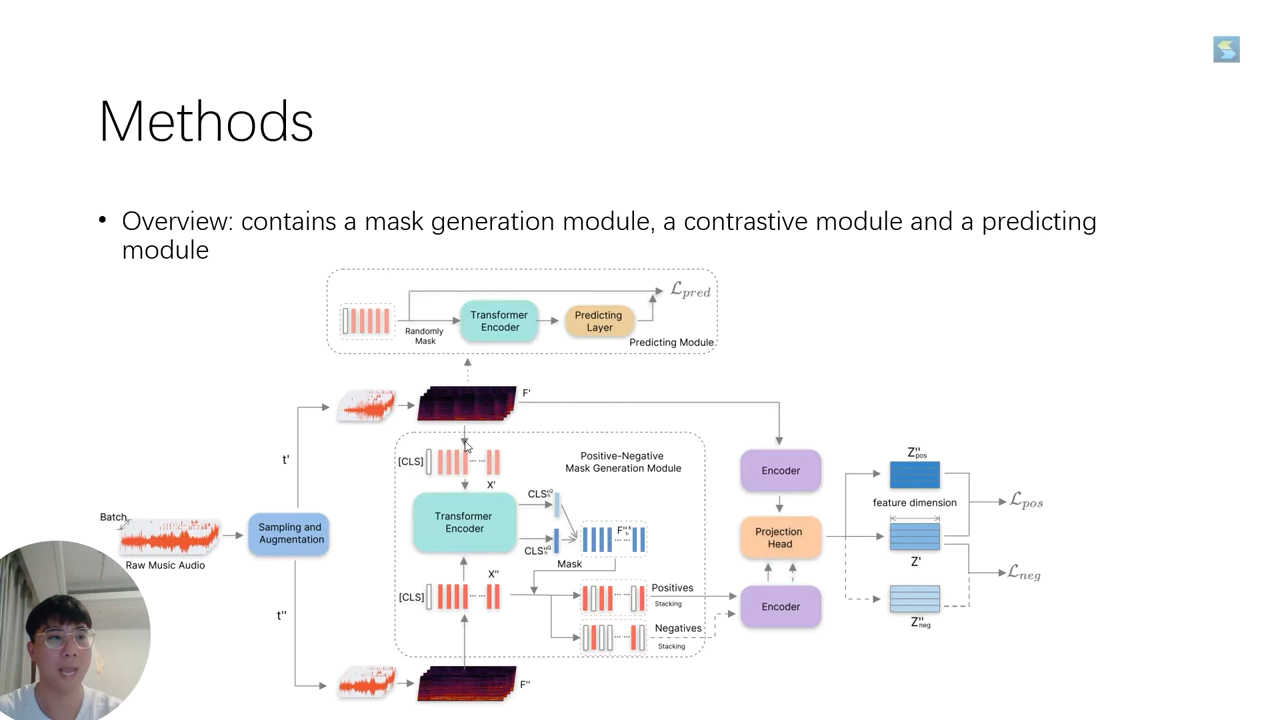 Methods
• Overview: contains a mask generation module, a contrastive module and a predicting
module
Randomly
Mask
Transformer
Encoder
Predicting
Layer
ℒpred
Predicting Module
F'
t'
[CLS]
X'
Positive-Negative
Mask Generation Module
Transformer
Encoder
Mask
Batch
Raw Music Audio
Sampling and
Augmentation
X''
[CLS]
Positives
Stacking
Negatives
Stacking
t''
F''
Encoder
Projection
Head
Encoder
Z''pos
feature dimension
Z'
Z''neg
ℒpos
ℒneg